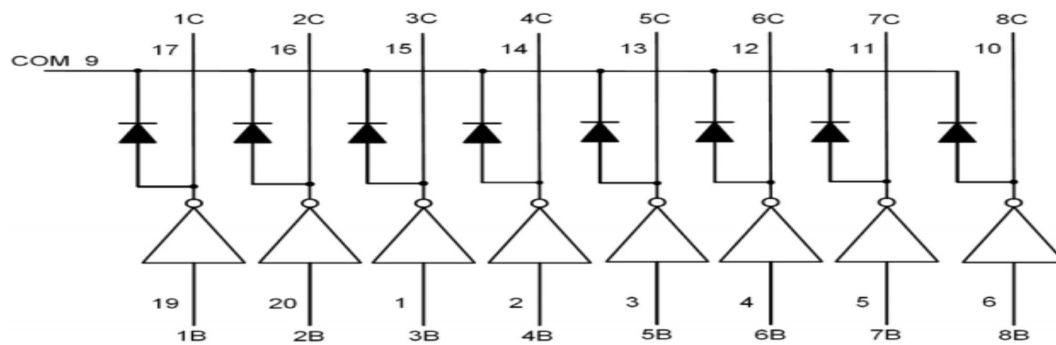 1C 2C 3C 4C 5C 6C 7C 8C
17 16 15 14 13 12 11 10
COM 9
19 20 1 2 3 4 5 6
1B 2B 3B 4B 5B 6B 7B 8B